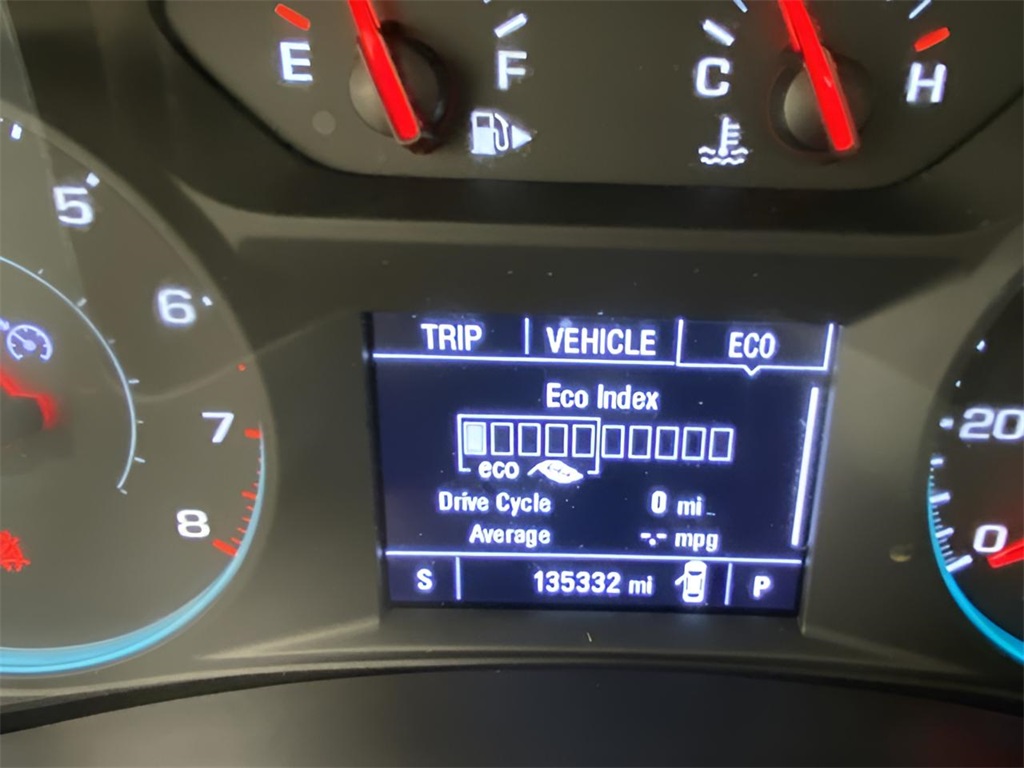 E F C H
5
6
7
8
TRIP VEHICLE ECO
Eco Index
eco
Drive Cycle 0 mi
Average -.- mpg
S 135332 mi P
20
0